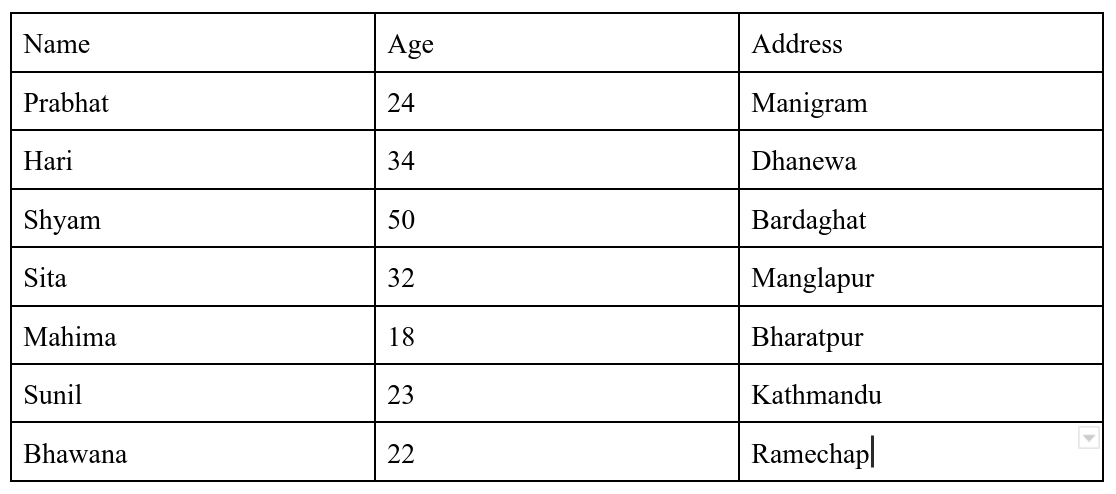 Name Age Address
Prabhat 24 Manigram
Hari 34 Dhanewa
Shyam 50 Bardaghat
Sita 32 Manglapur
Mahima 18 Bharatpur
Sunil 23 Kathmandu
Bhawana 22 Ramechap